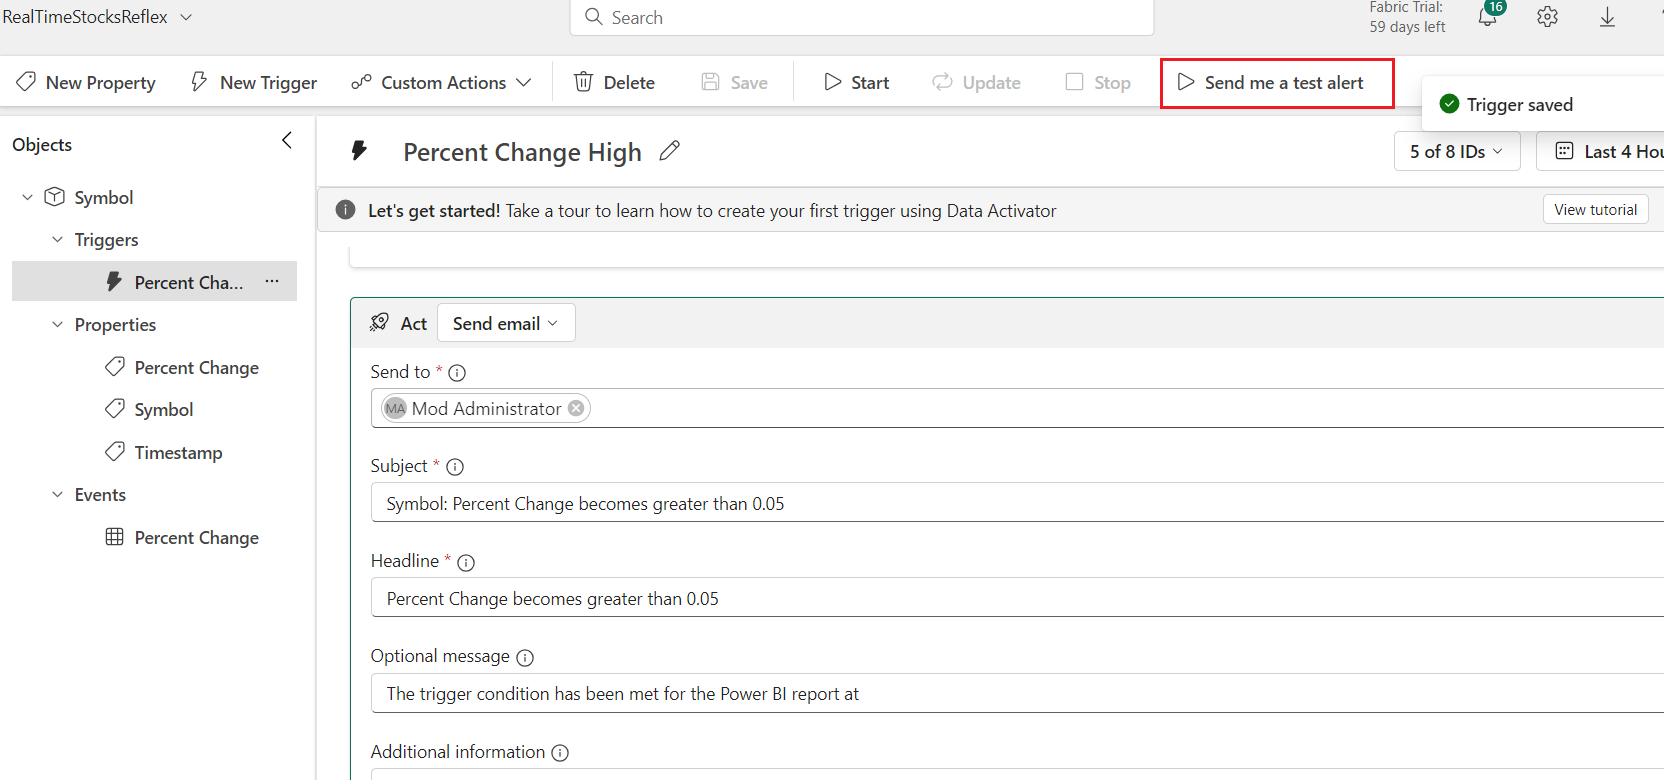 RealTimeStocksReflex
Search
Fabric Trial:
59 days left
16
New Property
New Trigger
Custom Actions
Delete
Save
Start
Update
Stop
Send me a test alert
Trigger saved
Objects
Percent Change High
5 of 8 IDs
Last 4 Hou
Let's get started! Take a tour to learn how to create your first trigger using Data Activator
View tutorial
Symbol
Triggers
Percent Cha... ...
Properties
Percent Change
Symbol
Timestamp
Events
Percent Change
Act
Send email
Send to *
MA Mod Administrator
Subject *
Symbol: Percent Change becomes greater than 0.05
Headline *
Percent Change becomes greater than 0.05
Optional message
The trigger condition has been met for the Power BI report at
Additional information